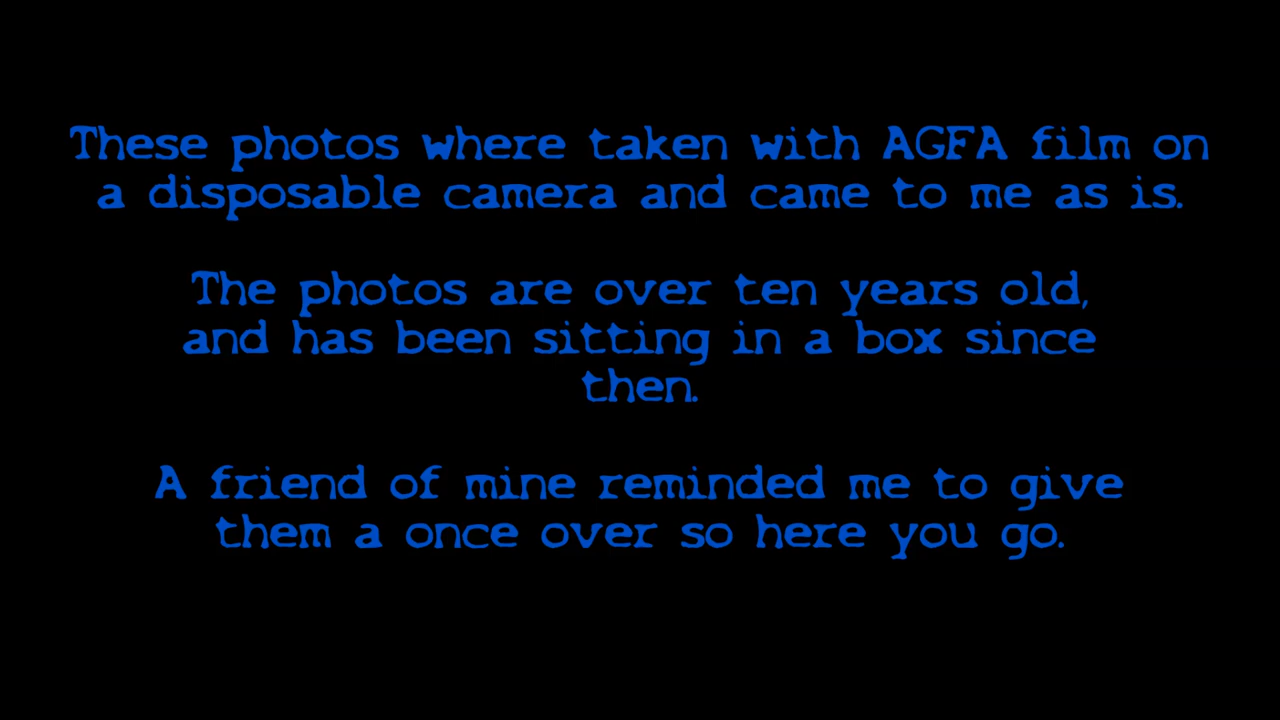 These photos where taken with AGFA film on
a disposable camera and came to me as is.
The photos are over ten years old,
and has been sitting in a box since
then.
A friend of mine reminded me to give
them a once over so here you go.